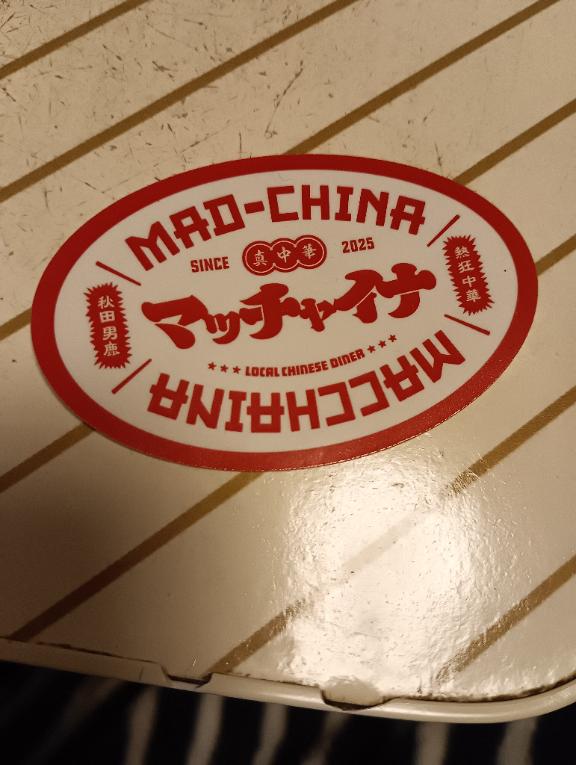 MAD-CHINA
SINCE 真中華 2025
秋田男鹿
熱狂中華
マッチャイナ
★★★ LOCAL CHINESE DINER ★★★
MACCHAINA